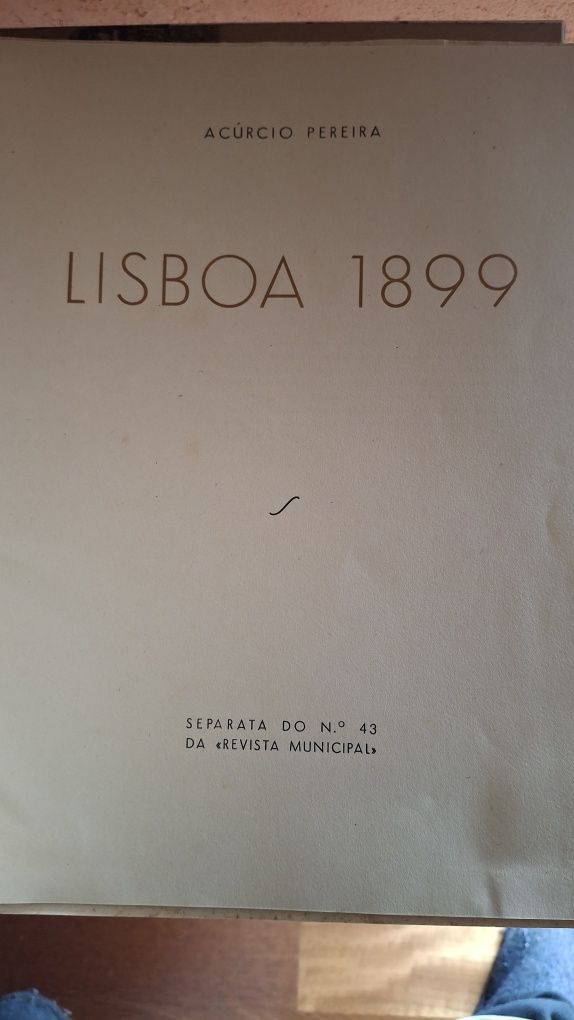 ACÚRCIO PEREIRA
LISBOA 1899
SEPARATA DO N.º 43
DA «REVISTA MUNICIPAL»